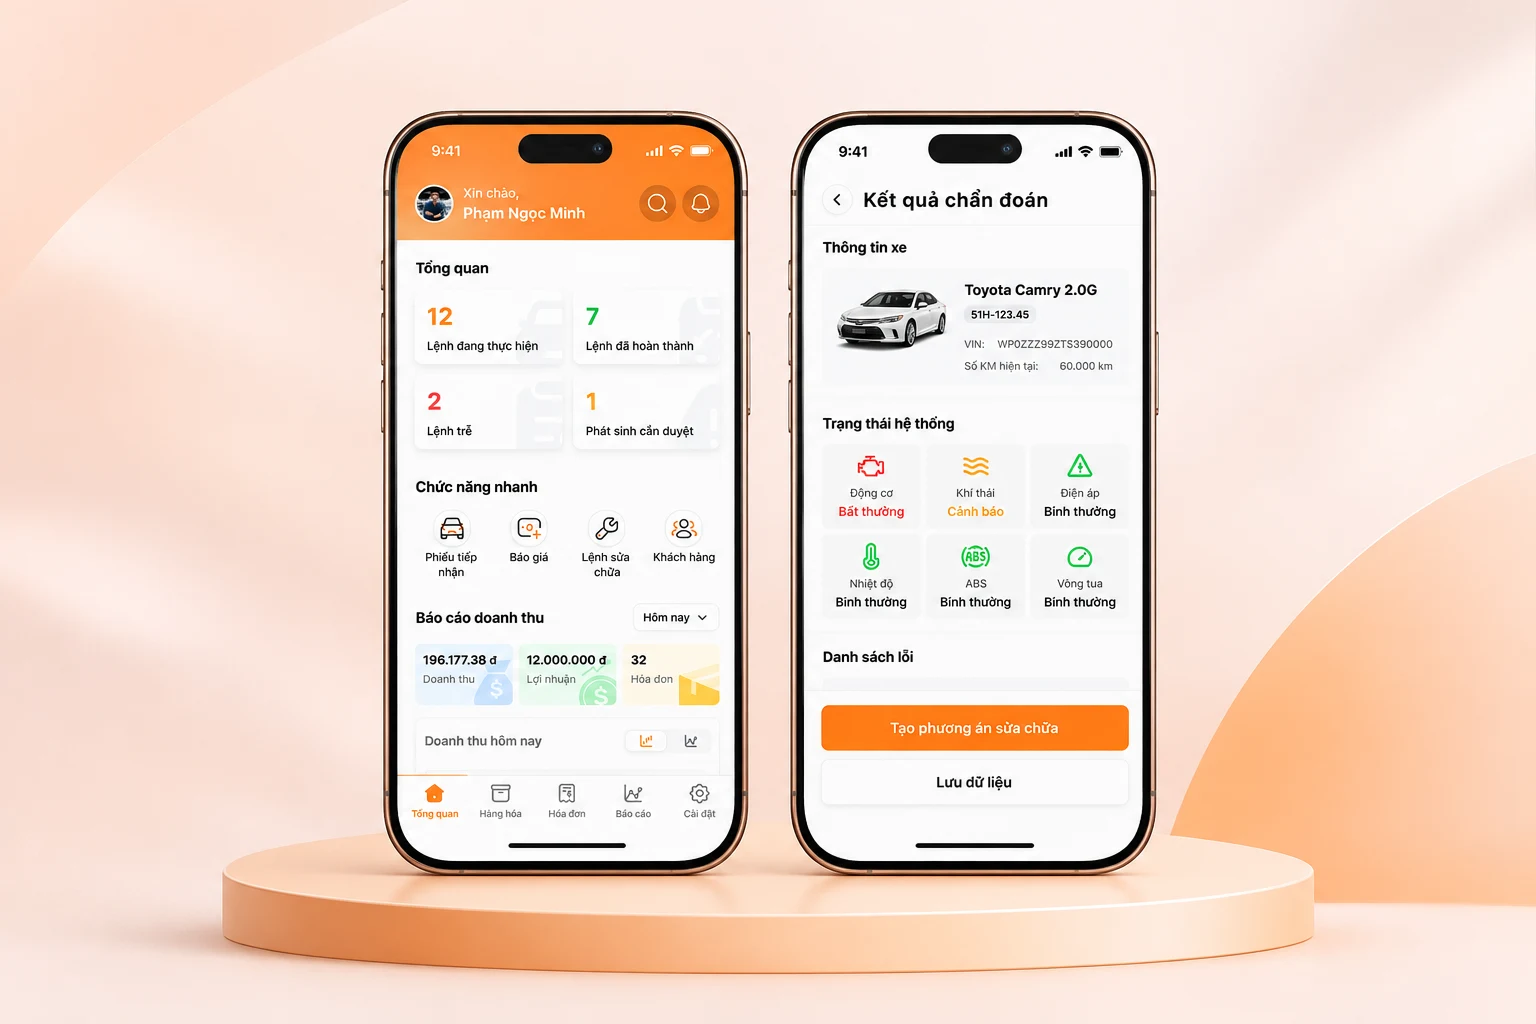 9:41
Xin chào,
Phạm Ngọc Minh
Tổng quan
12
Lệnh đang thực hiện
7
Lệnh đã hoàn thành
2
Lệnh trễ
1
Phát sinh cần duyệt
Chức năng nhanh
Phiếu tiếp
nhận
Báo giá
Lệnh sửa
chữa
Khách hàng
Báo cáo doanh thu
Hôm nay
196.177.38 đ
Doanh thu
12.000.000 đ
Lợi nhuận
32
Hóa đơn
Doanh thu hôm nay
Tổng quan
Hàng hóa
Hóa đơn
Báo cáo
Cài đặt
9:41
Kết quả chẩn đoán
Thông tin xe
Toyota Camry 2.0G
51H-123.45
VIN: WP0ZZZ99ZTS390000
Số KM hiện tại: 60.000 km
Trạng thái hệ thống
Động cơ
Bất thường
Khí thải
Cảnh báo
Điện áp
Bình thường
Nhiệt độ
Bình thường
ABS
ABS
Bình thường
Vòng tua
Bình thường
Danh sách lỗi
Tạo phương án sửa chữa
Lưu dữ liệu